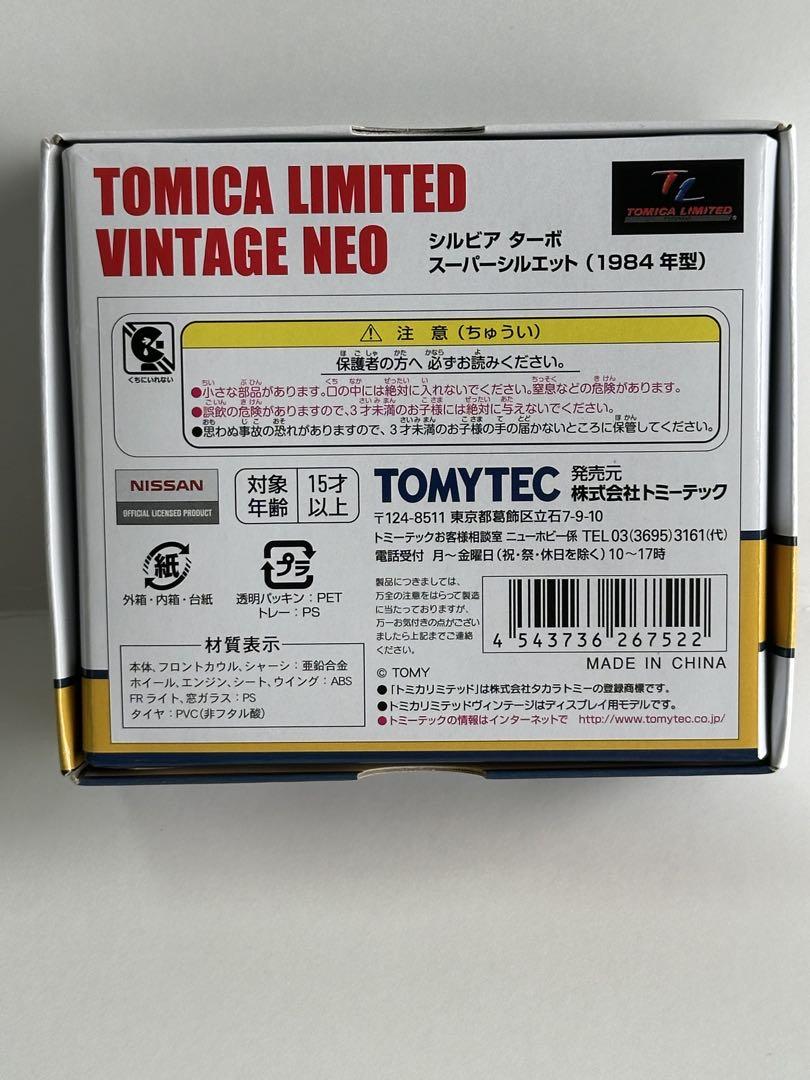 TOMICA LIMITED
VINTAGE NEO
シルビア ターボ
スーパーシルエット (1984 年型)
TL
TOMICA LIMITED
くちにいれない
⚠ 注 意 (ちゅうい)
保護者の方へ 必ずお読みください。
●小さな部品があります。口の中には絶対に入れないでください。窒息などの危険があります。
●誤飲の危険がありますので、3才未満のお子様には絶対に与えないでください。
●思わぬ事故の恐れがありますので、3才未満のお子様の手の届かないところに保管してください。
NISSAN
OFFICIAL LICENSED PRODUCT
対象年齢 15才以上
TOMYTEC 発売元 株式会社トミーテック
〒124-8511 東京都葛飾区立石7-9-10
トミーテックお客様相談室 ニューホビー係 TEL 03(3695)3161(代)
電話受付 月~金曜日(祝・祭・休日を除く)10~17時
紙
外箱・内箱・台紙
プラ
透明パッキン:PET
トレー:PS
製品につきましては、
万全の注意をはらって製造
に当たっておりますが、
万一お気付きの点がござい
ましたら上記までご連絡
ください。
4 543736 267522
MADE IN CHINA
材質表示
本体、フロントカウル、シャーシ:亜鉛合金
ホイール、エンジン、シート、ウイング:ABS
FRライト、窓ガラス:PS
タイヤ:PVC(非フタル酸)
© TOMY
●「トミカリミテッド」は株式会社タカラトミーの登録商標です。
●トミカリミテッドヴィンテージはディスプレイ用モデルです。
●トミーテックの情報はインターネットで http://www.tomytec.co.jp/